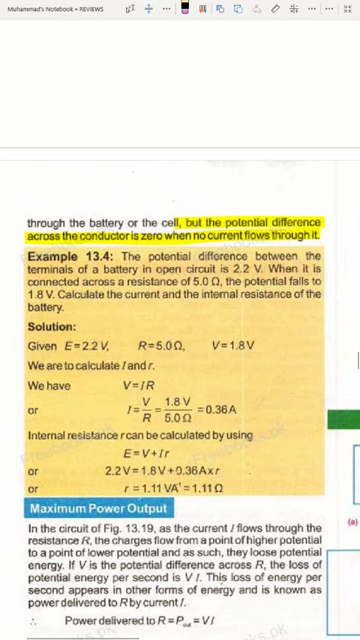 Muhammad's Notebook • REVIEWS
through the battery or the cell, but the potential difference
across the conductor is zero when no current flows through it.
Example 13.4: The potential difference between the
terminals of a battery in open circuit is 2.2 V. When it is
connected across a resistance of 5.0 Ω, the potential falls to
1.8 V. Calculate the current and the internal resistance of the
battery.
Solution:
Given E = 2.2 V, R = 5.0 Ω, V = 1.8 V
We are to calculate I and r.
We have V = I R
or I = V/R = 1.8 V/5.0 Ω = 0.36 A
Internal resistance r can be calculated by using
E = V + I r
or 2.2 V = 1.8 V + 0.36 A x r
or r = 1.11 VA⁻¹ = 1.11 Ω
Maximum Power Output
In the circuit of Fig. 13.19, as the current I flows through the
resistance R, the charges flow from a point of higher potential
to a point of lower potential and as such, they loose potential
energy. If V is the potential difference across R, the loss of
potential energy per second is V I. This loss of energy per
second appears in other forms of energy and is known as
power delivered to R by current I.
∴ Power delivered to R = Pout = V I
(a)